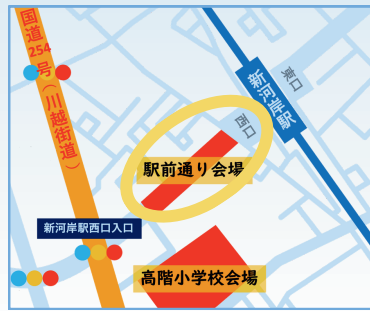 国道254号(川越街道)
新河岸駅
東口
西口
駅前通り会場
新河岸駅西口入口
高階小学校会場